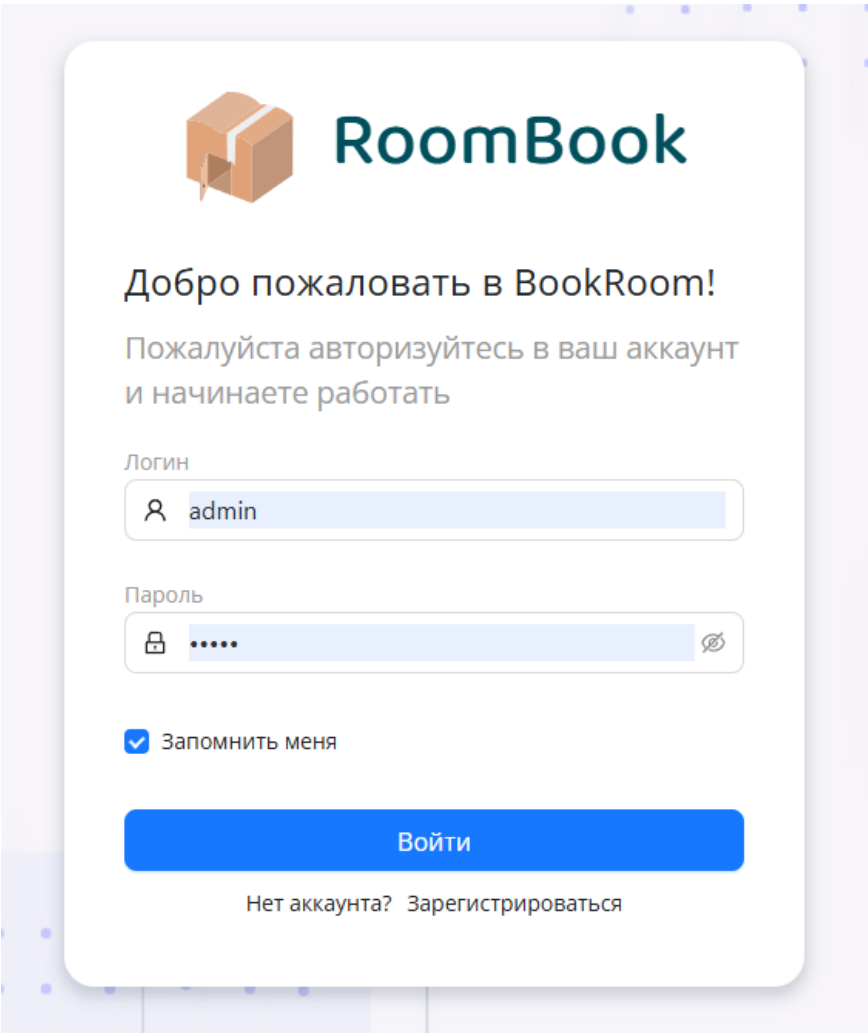 RoomBook
Добро пожаловать в BookRoom!
Пожалуйста авторизуйтесь в ваш аккаунт
и начинаете работать
Логин
admin
Пароль
•••••
Запомнить меня
Войти
Нет аккаунта? Зарегистрироваться